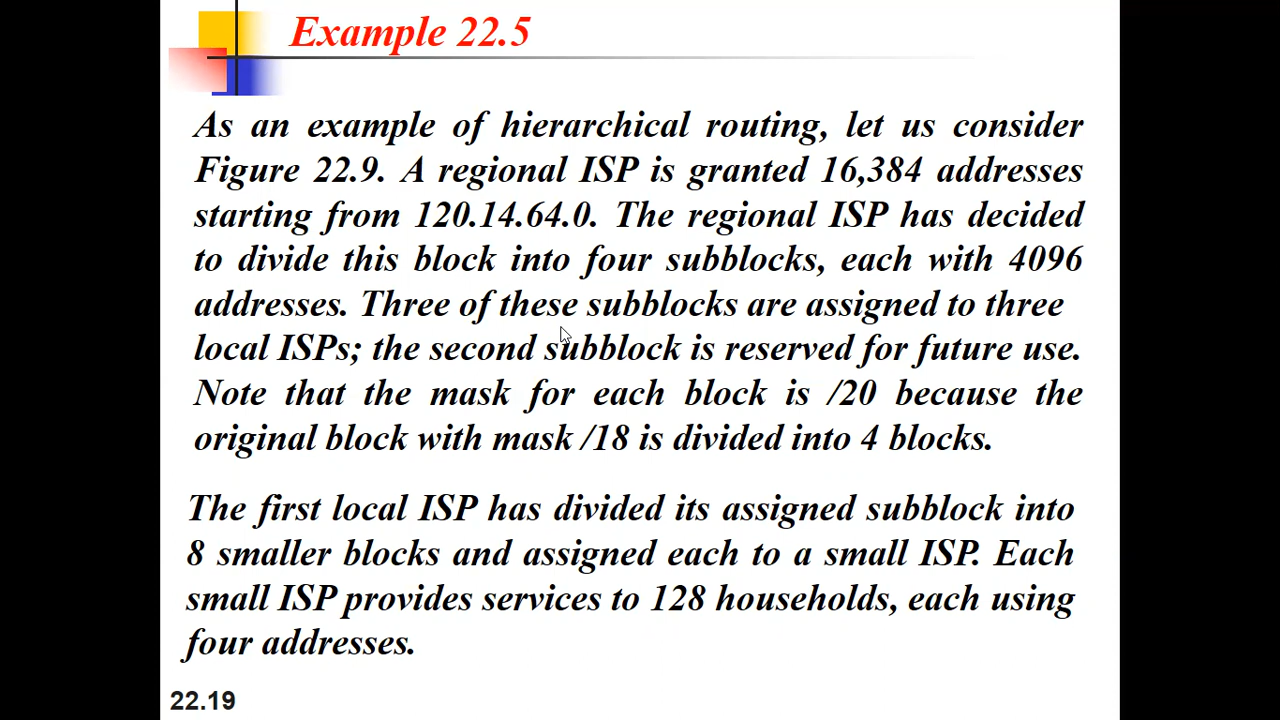 Example 22.5
As an example of hierarchical routing, let us consider
Figure 22.9. A regional ISP is granted 16,384 addresses
starting from 120.14.64.0. The regional ISP has decided
to divide this block into four subblocks, each with 4096
addresses. Three of these subblocks are assigned to three
local ISPs; the second subblock is reserved for future use.
Note that the mask for each block is /20 because the
original block with mask /18 is divided into 4 blocks.
The first local ISP has divided its assigned subblock into
8 smaller blocks and assigned each to a small ISP. Each
small ISP provides services to 128 households, each using
four addresses.
22.19